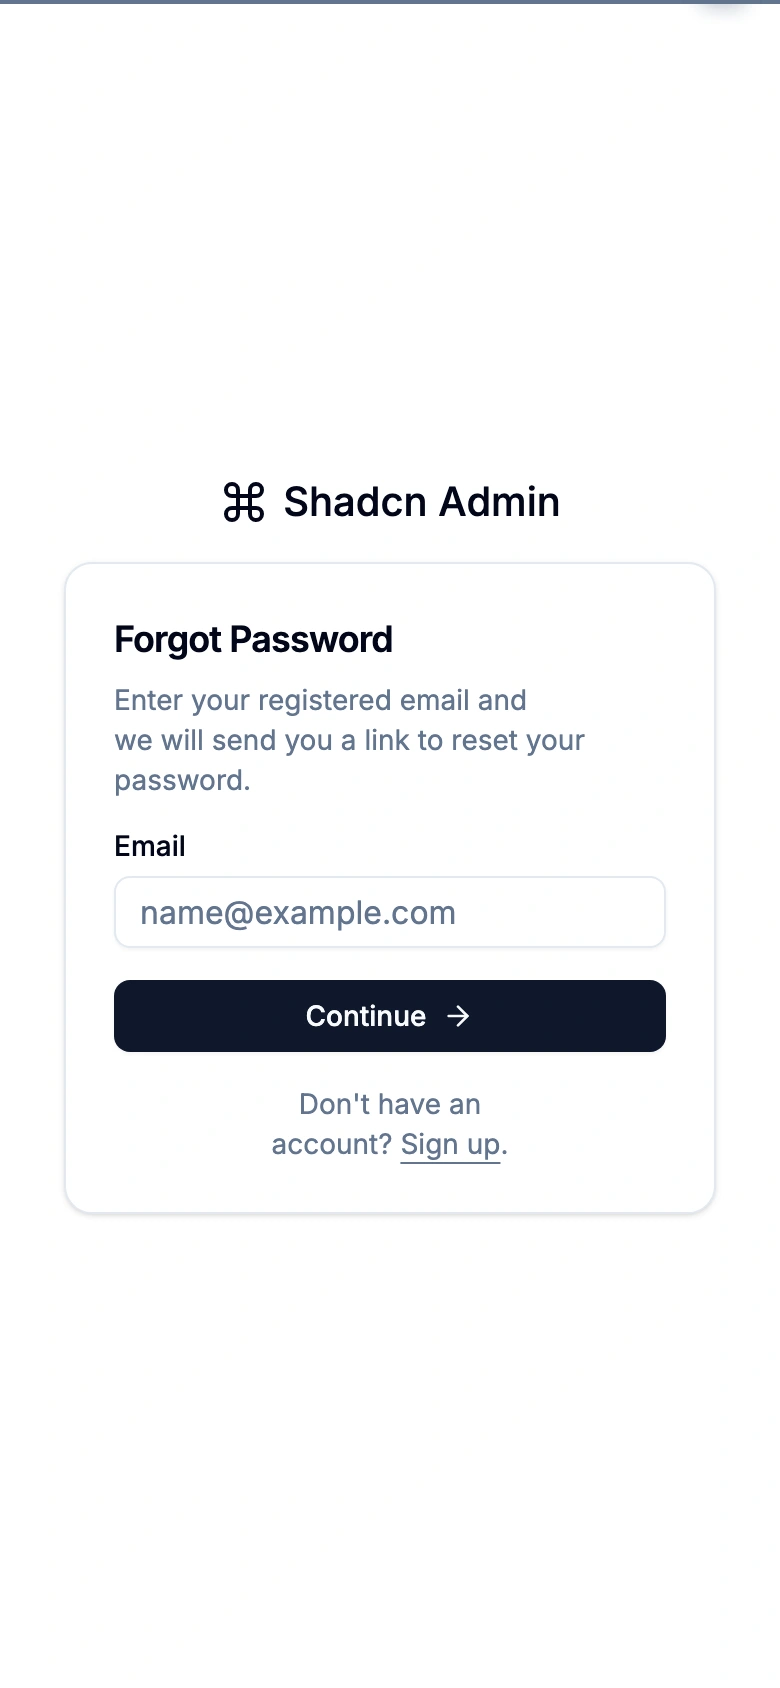 Shadcn Admin
Forgot Password
Enter your registered email and
we will send you a link to reset your
password.
Email
name@example.com
Continue →
Don't have an
account? Sign up.